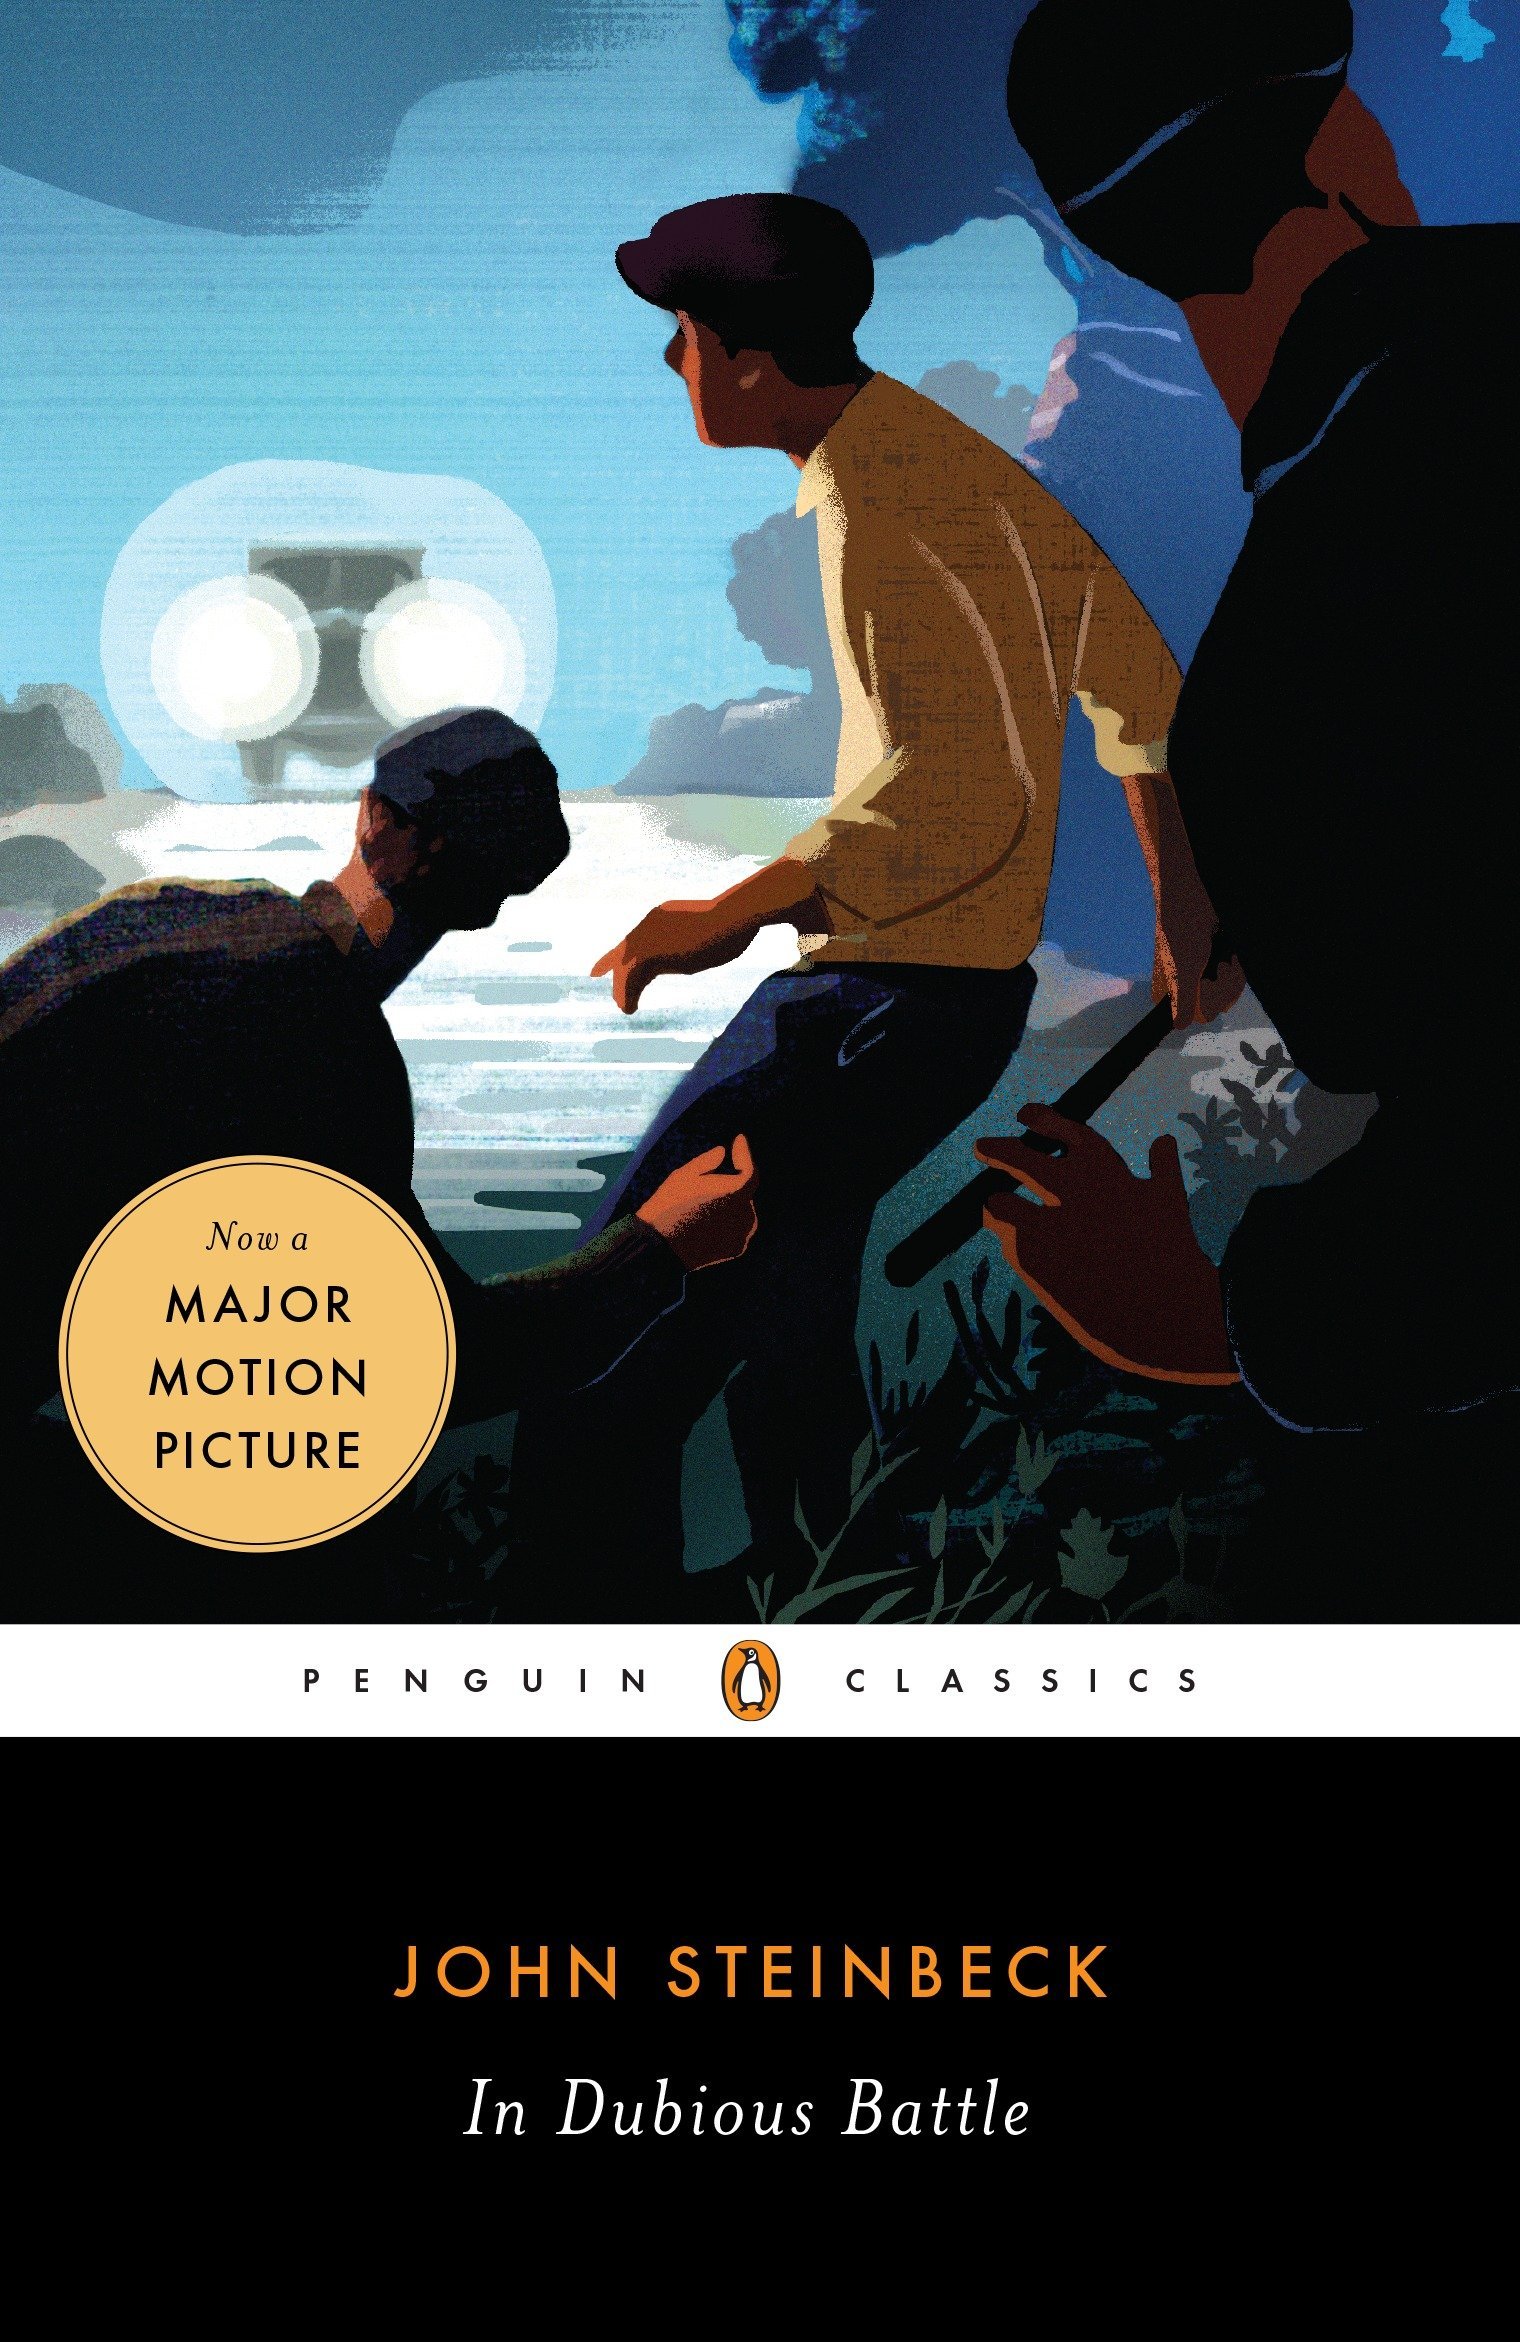 Now a
MAJOR
MOTION
PICTURE
PENGUIN CLASSICS
JOHN STEINBECK
In Dubious Battle